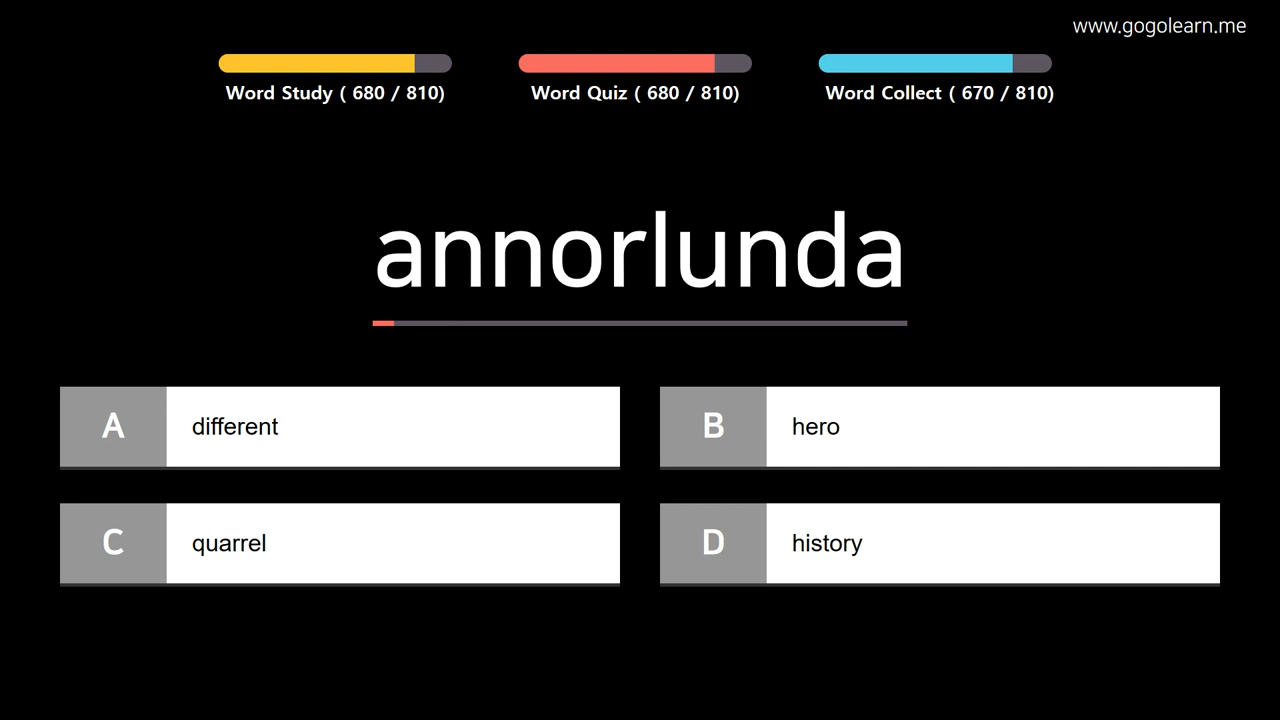 www.gogolearn.me
Word Study ( 680 / 810)
Word Quiz ( 680 / 810)
Word Collect ( 670 / 810)
annorlunda
A different
B hero
C quarrel
D history